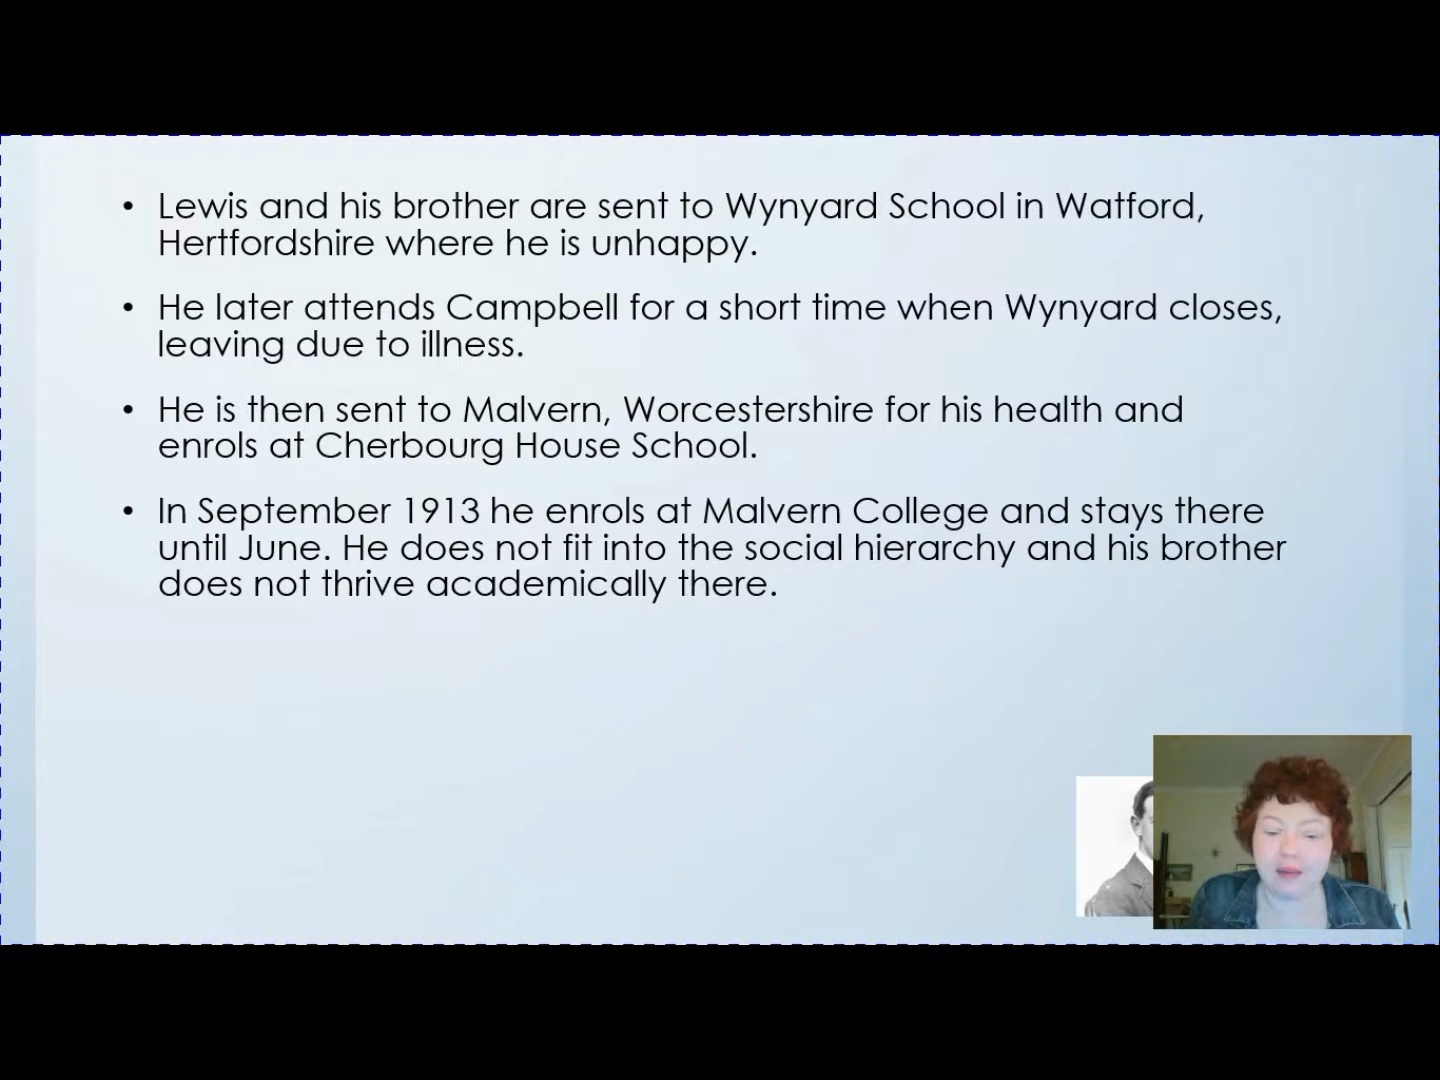 • Lewis and his brother are sent to Wynyard School in Watford,
Hertfordshire where he is unhappy.
• He later attends Campbell for a short time when Wynyard closes,
leaving due to illness.
• He is then sent to Malvern, Worcestershire for his health and
enrols at Cherbourg House School.
• In September 1913 he enrols at Malvern College and stays there
until June. He does not fit into the social hierarchy and his brother
does not thrive academically there.